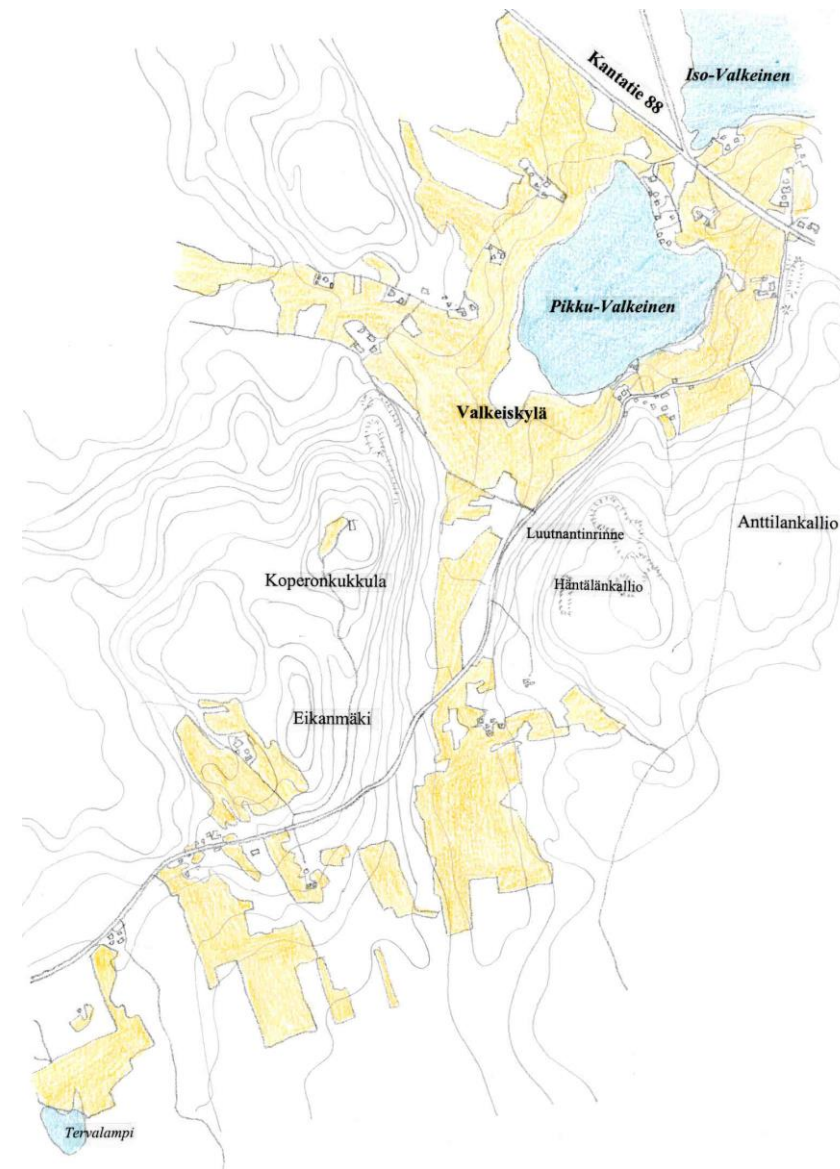 Kantatie 88
Iso-Valkeinen
Pikku-Valkeinen
Valkeiskylä
Luutnantinrinne
Anttilankallio
Koperonkukkula
Häntälänkallio
Eikanmäki
Tervalampi